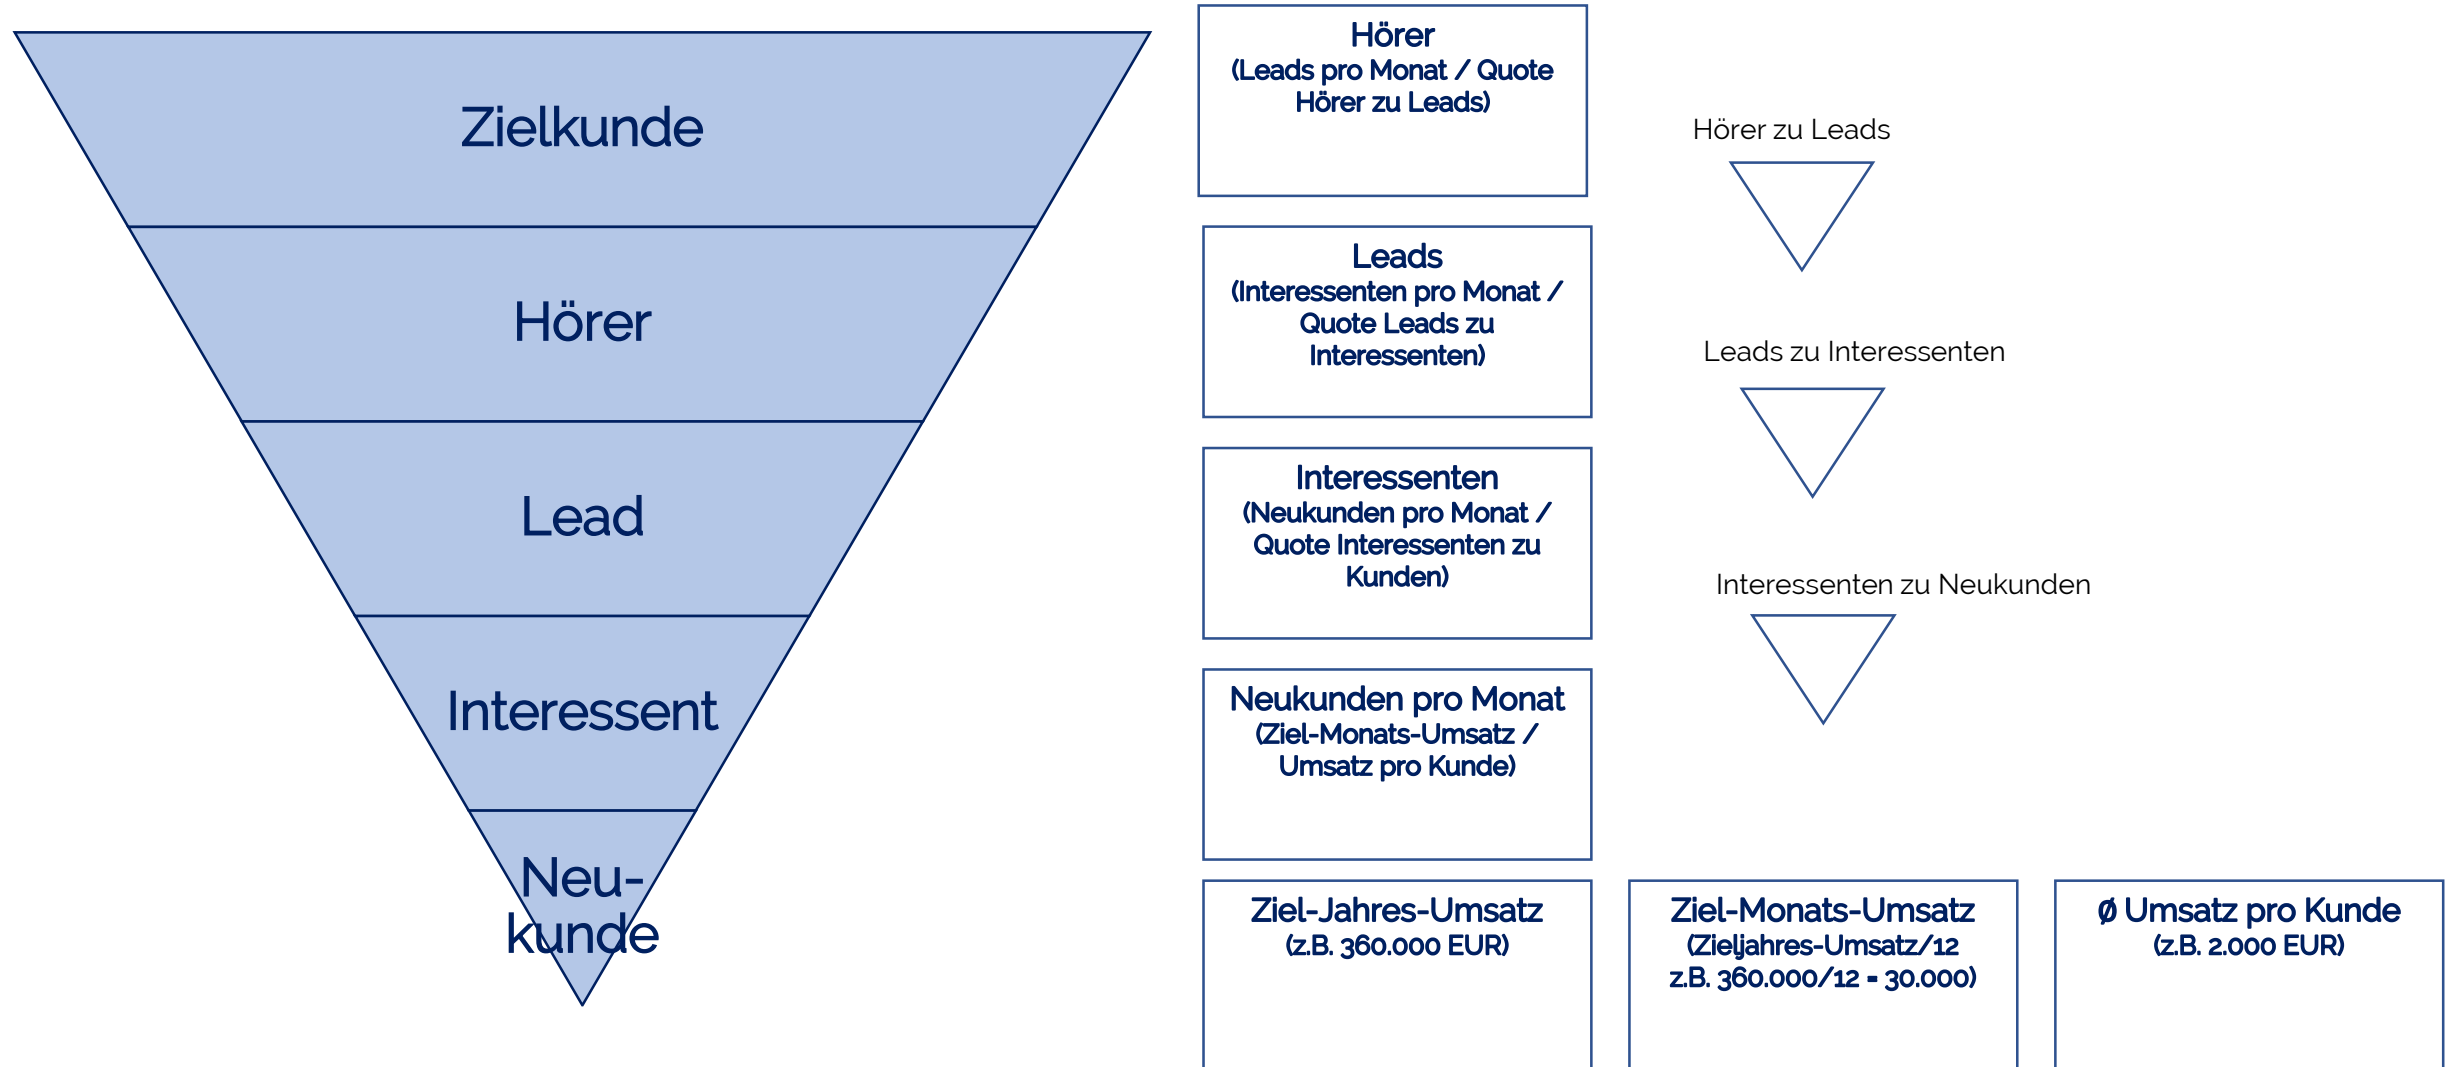 Zielkunde
Hörer
Lead
Interessent
Neu-
kunde
Hörer
(Leads pro Monat / Quote
Hörer zu Leads)
Leads
(Interessenten pro Monat /
Quote Leads zu
Interessenten)
Interessenten
(Neukunden pro Monat /
Quote Interessenten zu
Kunden)
Neukunden pro Monat
(Ziel-Monats-Umsatz /
Umsatz pro Kunde)
Hörer zu Leads
Leads zu Interessenten
Interessenten zu Neukunden
Ziel-Jahres-Umsatz
(z.B. 360.000 EUR)
Ziel-Monats-Umsatz
(Zieljahres-Umsatz/12
z.B. 360.000/12 = 30.000)
Ø Umsatz pro Kunde
(z.B. 2.000 EUR)